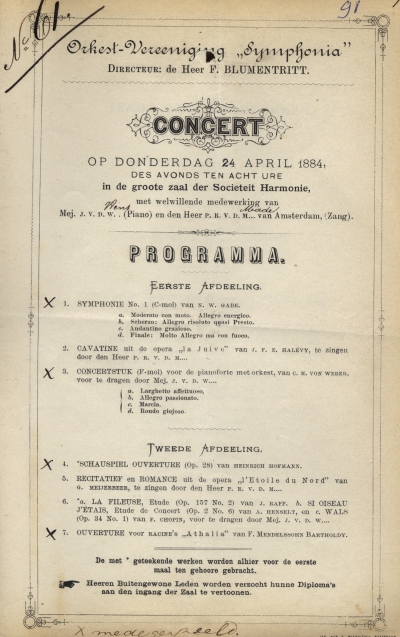 No. 61.
91
Orkest-Vereeniging „Symphonia”
DIRECTEUR: de Heer F. BLUMENTRITT.
CONCERT
OP DONDERDAG 24 APRIL 1884,
DES AVONDS TEN ACHT URE
in de groote zaal der Societeit Harmonie,
met welwillende medewerking van
Mej. J. V. D. W.. (Piano) en den Heer P. R. V. D. M... van Amsterdam, (Zang).
PROGRAMMA.
EERSTE AFDEELING.
X 1. SYMPHONIE No. 1 (C-mol) van N. W. GADE.
a. Moderato con moto. Allegro energico.
b. Scherzo: Allegro risoluto quasi Presto.
c. Andantino grazioso.
d. Finale: Molto Allegro ma con fuoco.
2. CAVATINE uit de opera „la Juive” van J. F. E. HALÉVY, te zingen
door den Heer P. R. V. D. M....
X 3. CONCERTSTUK (F-mol) voor de pianoforte met orkest, van C. M. VON WEBER,
voor te dragen door Mej. J. V. D. W....
a. Larghetto affettuoso.
b. Allegro passionato.
c. Marcia.
d. Rondo giojoso.
TWEEDE AFDEELING.
X 4. *SCHAUSPIEL OUVERTURE (Op. 28) van HEINRICH HOFMANN.
5. RECITATIEF en ROMANCE uit de opera „l'Etoile du Nord” van
G. MEIJERBEER, te zingen door den Heer P. R. V. D. M....
6. *a. LA FILEUSE, Etude (Op. 157 No. 2) van J. RAFF. b. SI OISEAU
J'ÉTAIS, Etude de Concert (Op. 2 No. 6) van A. HENSELT, en c. WALS
(Op. 34 No. 1) van F. CHOPIN, voor te dragen door Mej. J. V. D. W....
X 7. OUVERTURE voor RACINE's „Athalia” van F. MENDELSSOHN BARTHOLDY.
De met * geteekende werken worden alhier voor de eerste
maal ten gehoore gebracht.
Heeren Buitengewone Leden worden verzocht hunne Diploma's
aan den ingang der Zaal te vertoonen.
X medegespeeld.